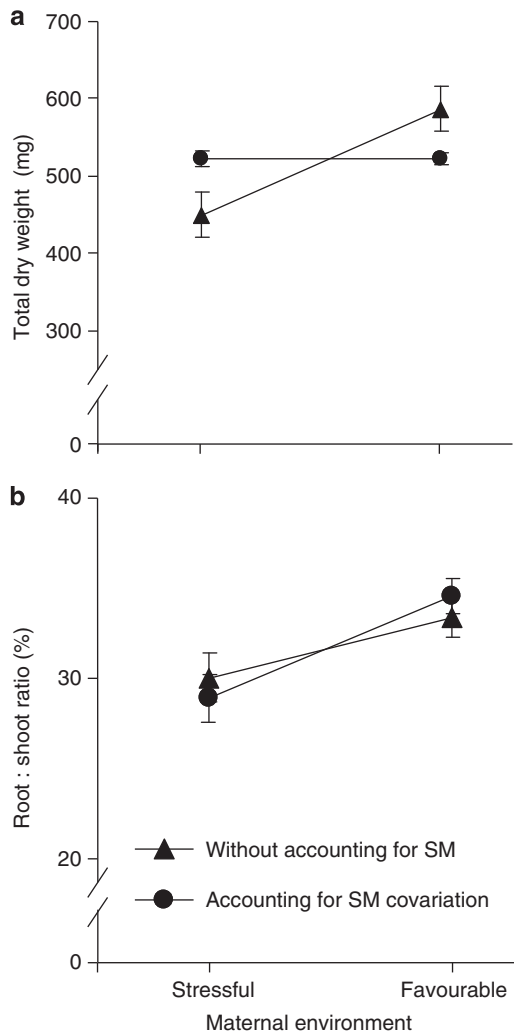 a
700
600
500
400
300
0
Total dry weight (mg)
b
40
30
20
0
Root : shoot ratio (%)
Without accounting for SM
Accounting for SM covariation
Stressful Favourable
Maternal environment